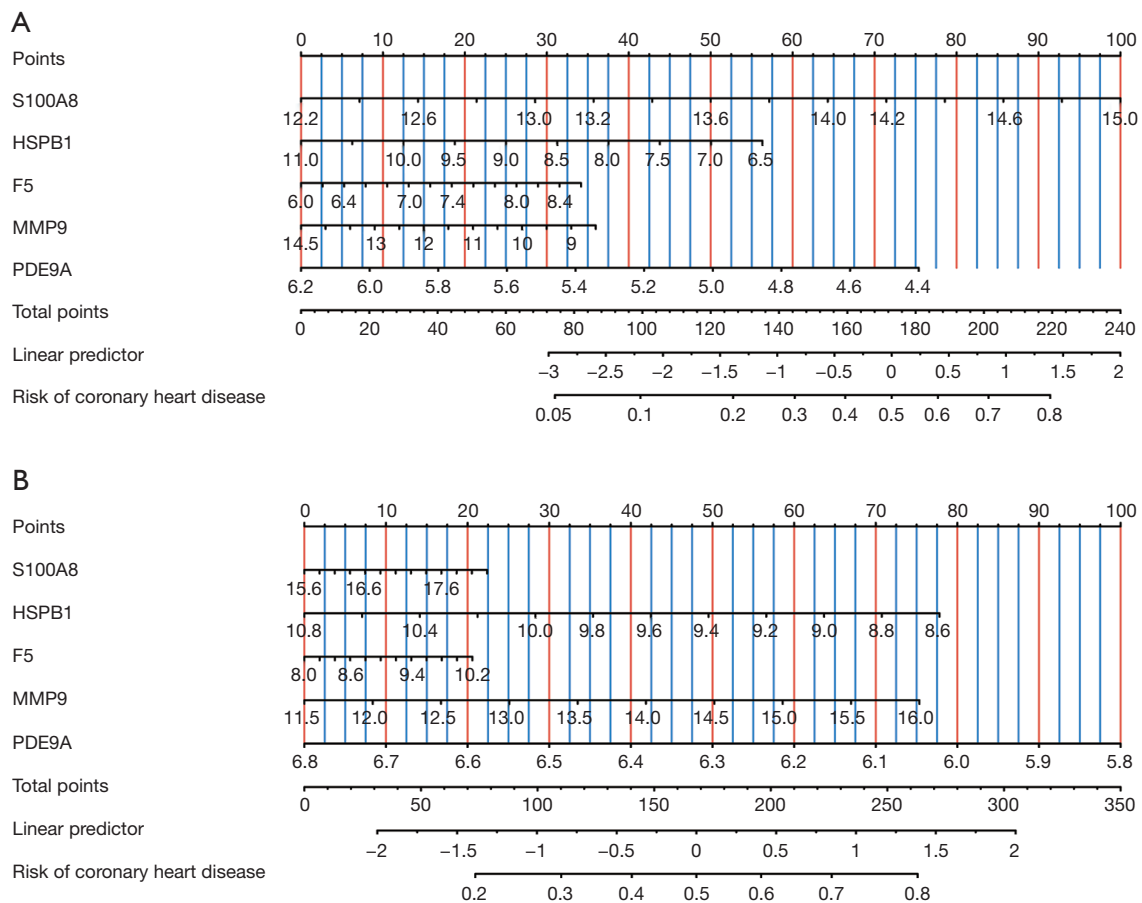 A
0 10 20 30 40 50 60 70 80 90 100
Points
S100A8
12.2 12.6 13.0 13.2 13.6 14.0 14.2 14.6 15.0
HSPB1
11.0 10.0 9.5 9.0 8.5 8.0 7.5 7.0 6.5
F5
6.0 6.4 7.0 7.4 8.0 8.4
MMP9
14.5 13 12 11 10 9
PDE9A
6.2 6.0 5.8 5.6 5.4 5.2 5.0 4.8 4.6 4.4
Total points
0 20 40 60 80 100 120 140 160 180 200 220 240
Linear predictor
−3 −2.5 −2 −1.5 −1 −0.5 0 0.5 1 1.5 2
Risk of coronary heart disease
0.05 0.1 0.2 0.3 0.4 0.5 0.6 0.7 0.8
B
0 10 20 30 40 50 60 70 80 90 100
Points
S100A8
15.6 16.6 17.6
HSPB1
10.8 10.4 10.0 9.8 9.6 9.4 9.2 9.0 8.8 8.6
F5
8.0 8.6 9.4 10.2
MMP9
11.5 12.0 12.5 13.0 13.5 14.0 14.5 15.0 15.5 16.0
PDE9A
6.8 6.7 6.6 6.5 6.4 6.3 6.2 6.1 6.0 5.9 5.8
Total points
0 50 100 150 200 250 300 350
Linear predictor
−2 −1.5 −1 −0.5 0 0.5 1 1.5 2
Risk of coronary heart disease
0.2 0.3 0.4 0.5 0.6 0.7 0.8